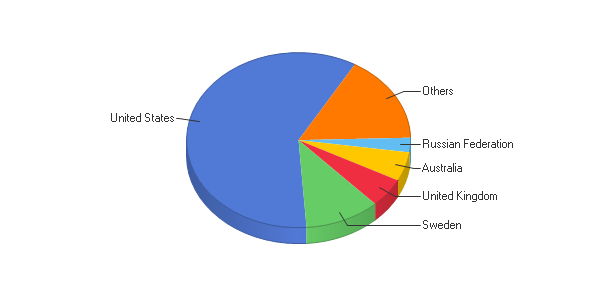 Others
United States
Russian Federation
Australia
United Kingdom
Sweden